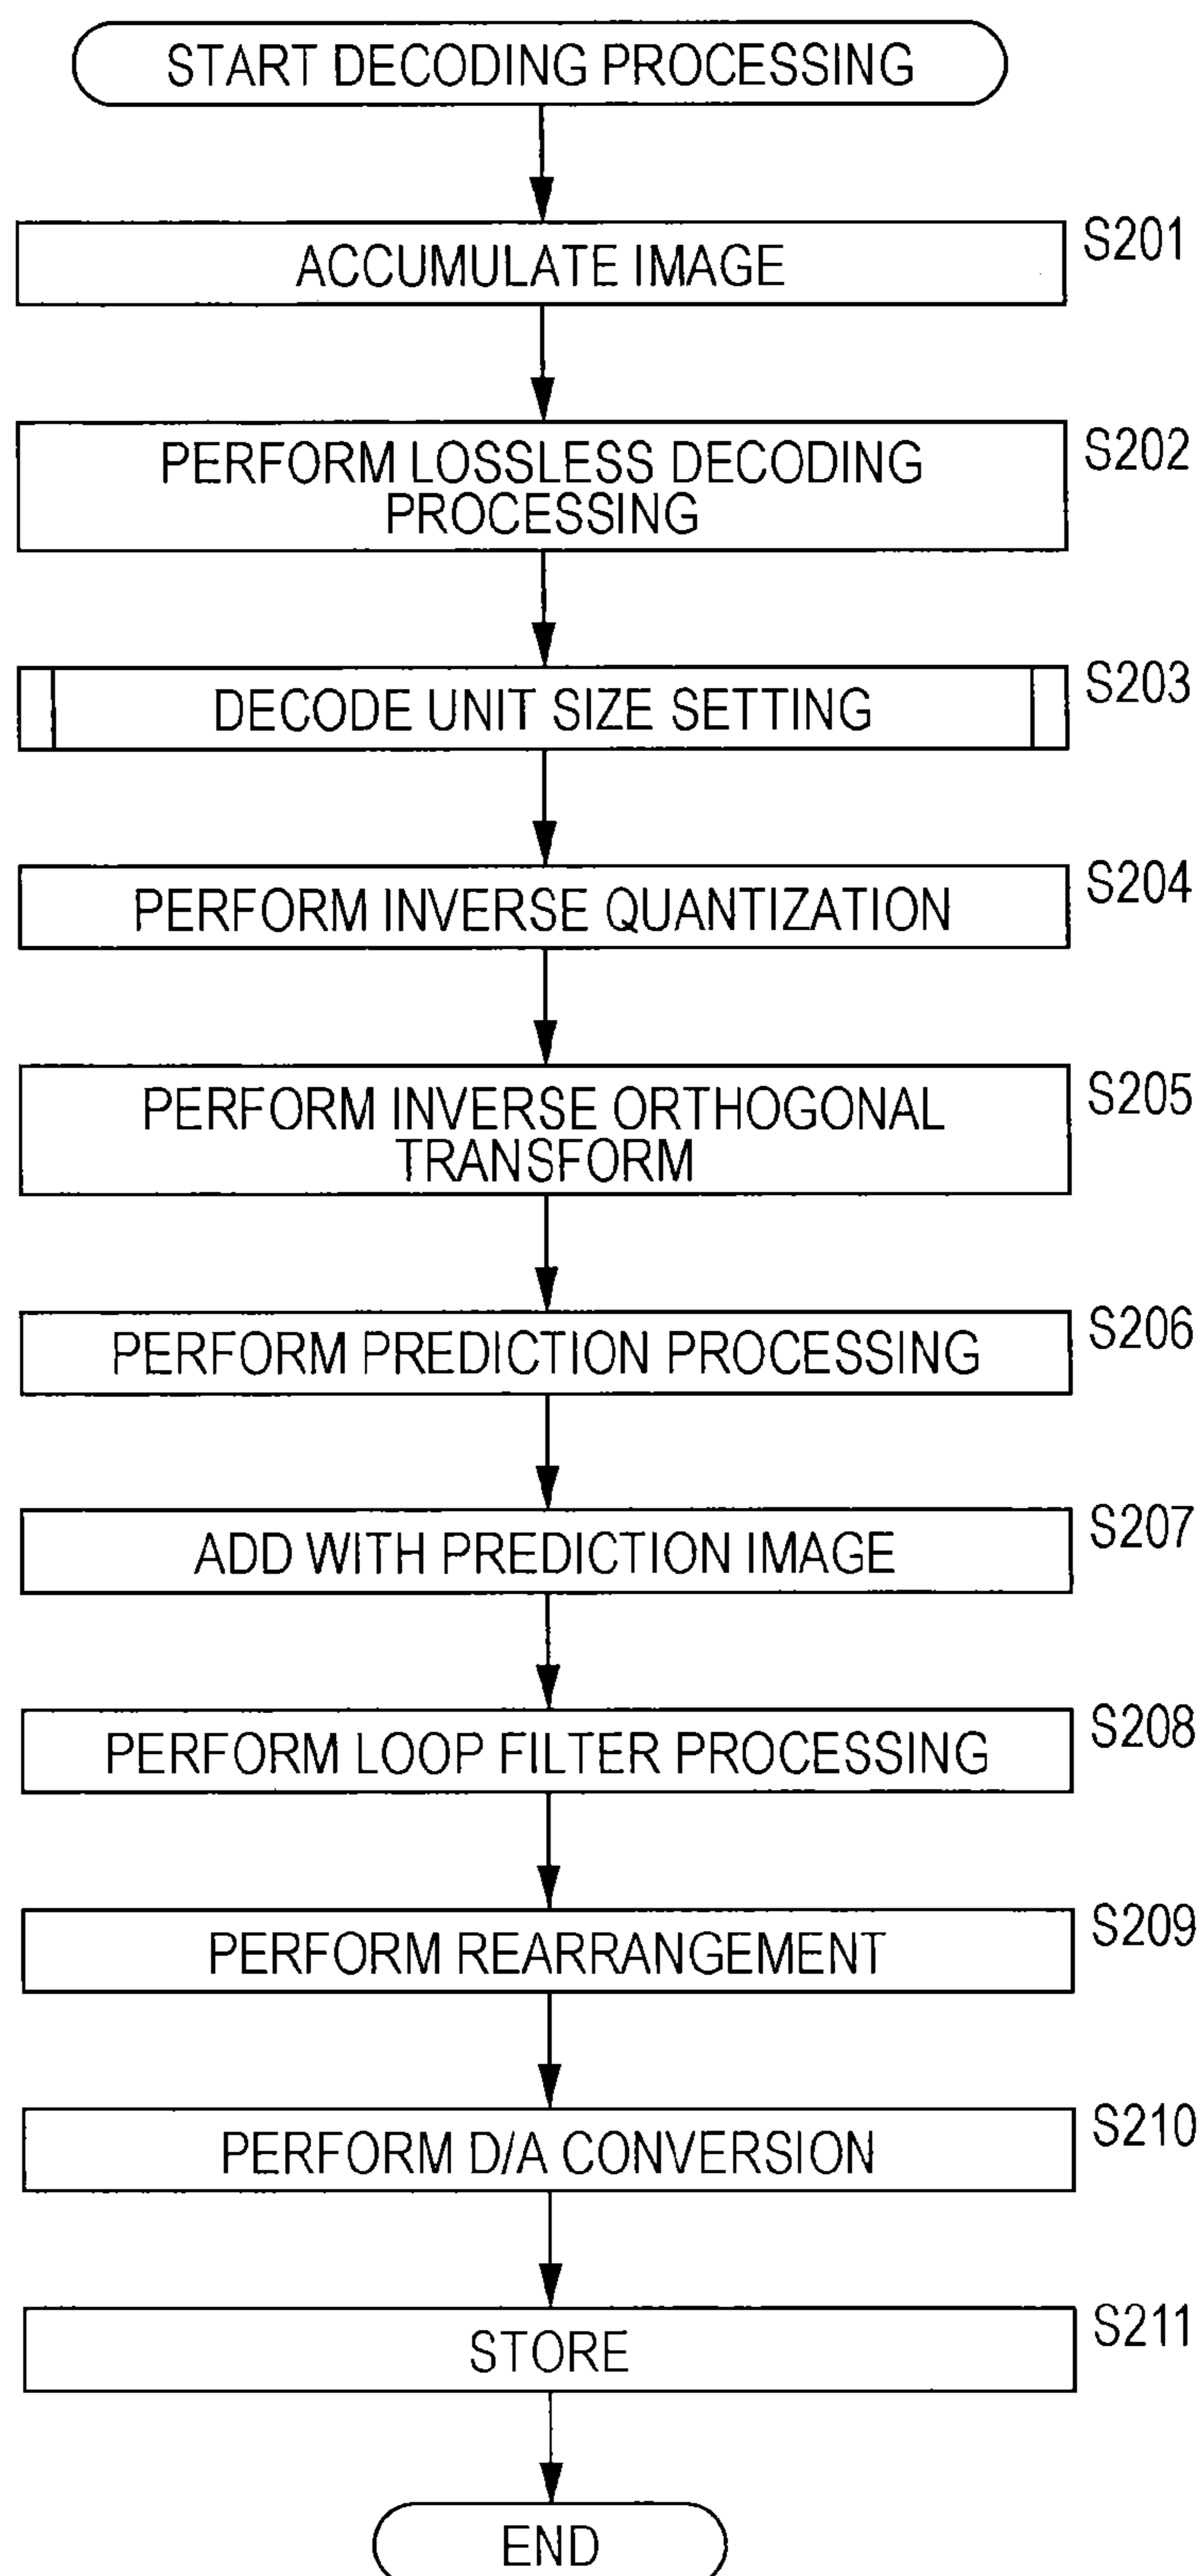 START DECODING PROCESSING
ACCUMULATE IMAGE
S201
PERFORM LOSSLESS DECODING
PROCESSING
S202
DECODE UNIT SIZE SETTING
S203
PERFORM INVERSE QUANTIZATION
S204
PERFORM INVERSE ORTHOGONAL
TRANSFORM
S205
PERFORM PREDICTION PROCESSING
S206
ADD WITH PREDICTION IMAGE
S207
PERFORM LOOP FILTER PROCESSING
S208
PERFORM REARRANGEMENT
S209
PERFORM D/A CONVERSION
S210
STORE
S211
END